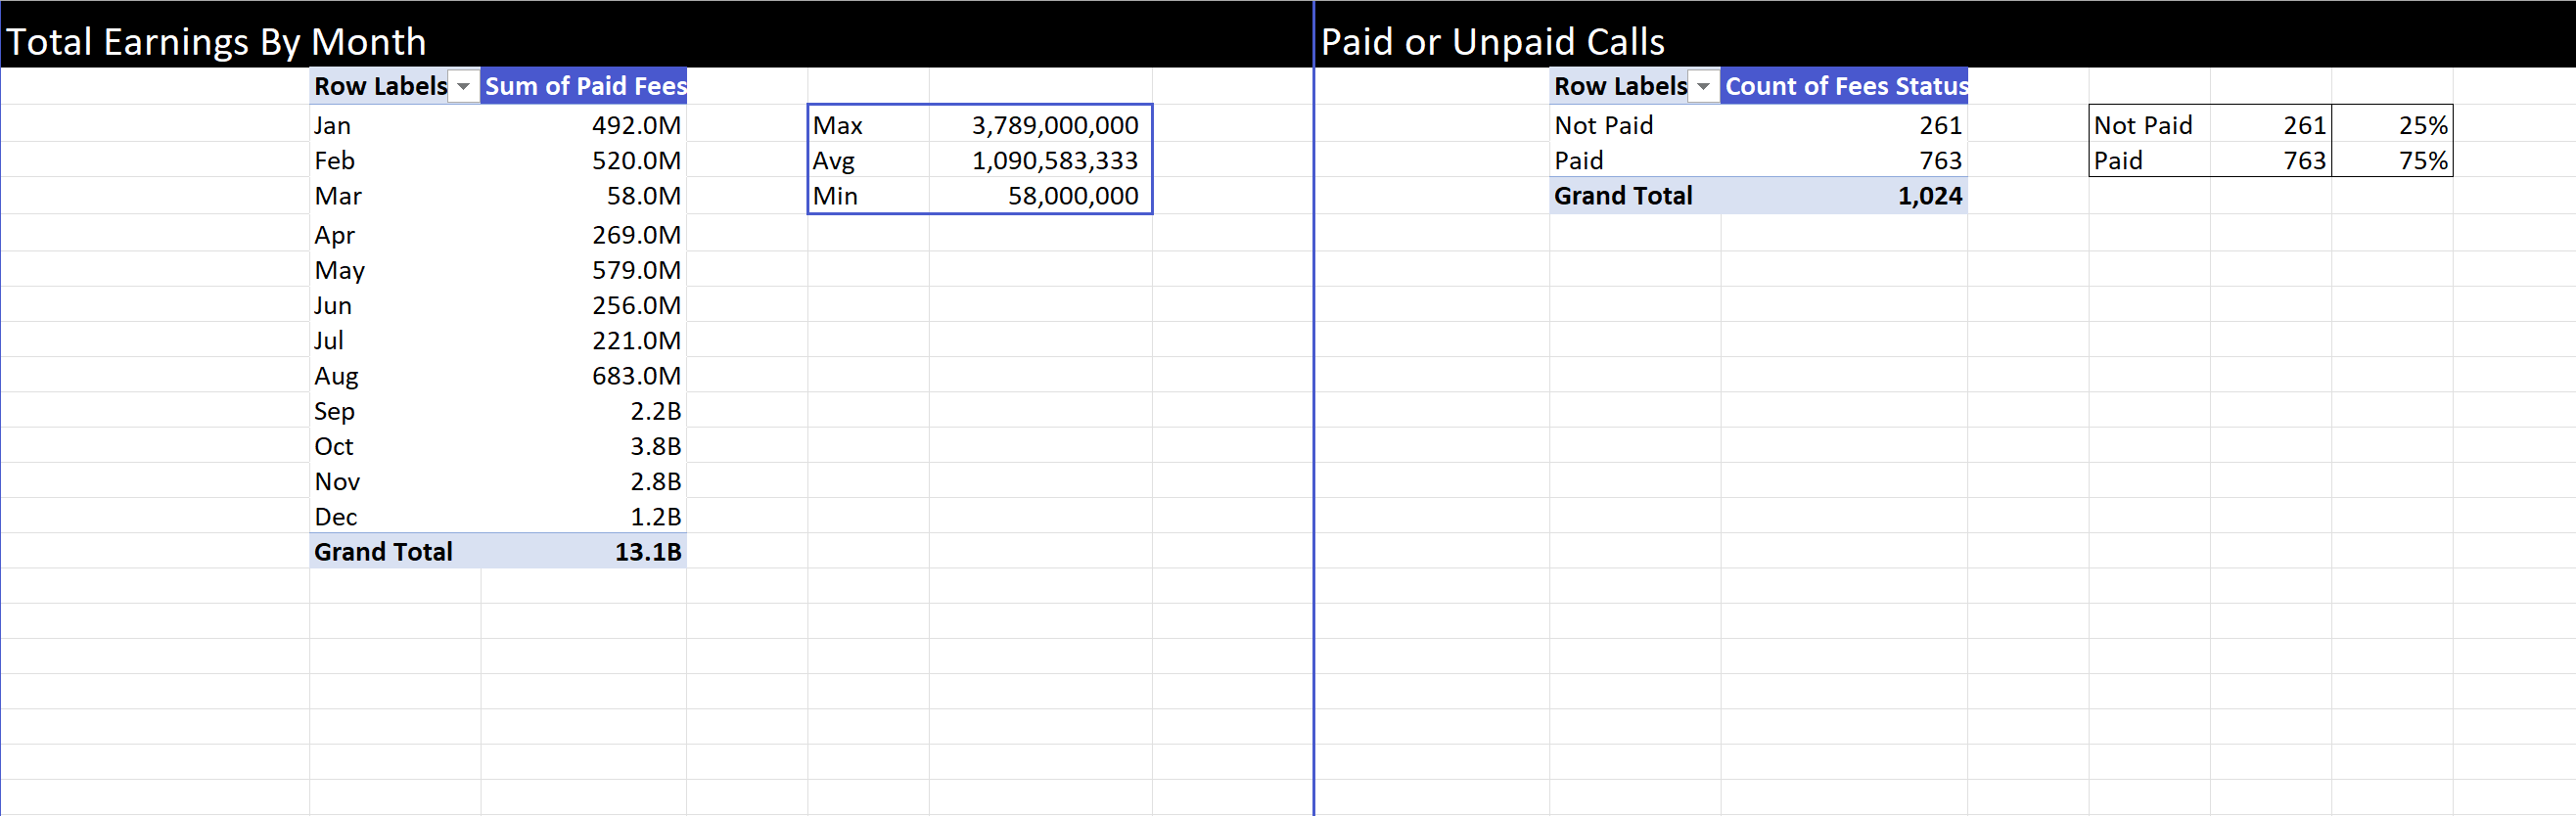 Total Earnings By Month
Row Labels Sum of Paid Fees
Jan 492.0M
Feb 520.0M
Mar 58.0M
Apr 269.0M
May 579.0M
Jun 256.0M
Jul 221.0M
Aug 683.0M
Sep 2.2B
Oct 3.8B
Nov 2.8B
Dec 1.2B
Grand Total 13.1B
Max 3,789,000,000
Avg 1,090,583,333
Min 58,000,000
Paid or Unpaid Calls
Row Labels Count of Fees Status
Not Paid 261
Paid 763
Grand Total 1,024
Not Paid 261 25%
Paid 763 75%